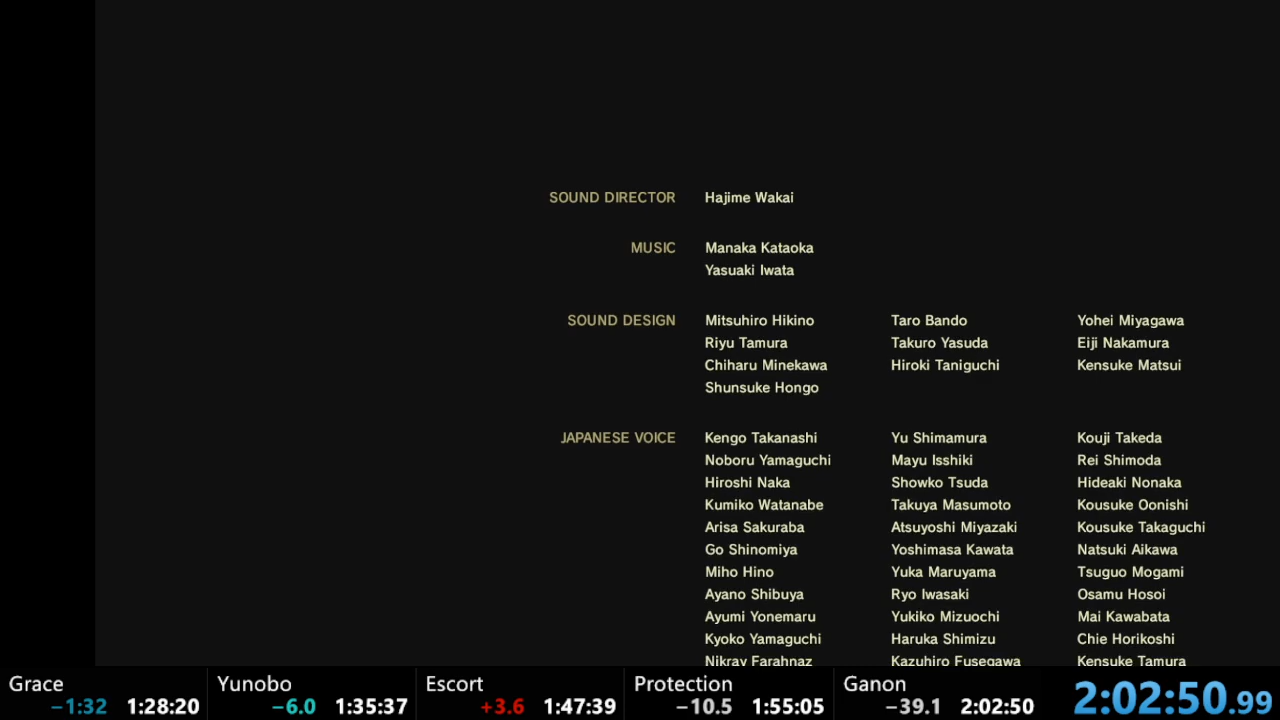 SOUND DIRECTOR Hajime Wakai
MUSIC Manaka Kataoka
Yasuaki Iwata
SOUND DESIGN Mitsuhiro Hikino Taro Bando Yohei Miyagawa
Riyu Tamura Takuro Yasuda Eiji Nakamura
Chiharu Minekawa Hiroki Taniguchi Kensuke Matsui
Shunsuke Hongo
JAPANESE VOICE Kengo Takanashi Yu Shimamura Kouji Takeda
Noboru Yamaguchi Mayu Isshiki Rei Shimoda
Hiroshi Naka Showko Tsuda Hideaki Nonaka
Kumiko Watanabe Takuya Masumoto Kousuke Oonishi
Arisa Sakuraba Atsuyoshi Miyazaki Kousuke Takaguchi
Go Shinomiya Yoshimasa Kawata Natsuki Aikawa
Miho Hino Yuka Maruyama Tsuguo Mogami
Ayano Shibuya Ryo Iwasaki Osamu Hosoi
Ayumi Yonemaru Yukiko Mizuochi Mai Kawabata
Kyoko Yamaguchi Haruka Shimizu Chie Horikoshi
Nikray Farahnaz Kazuhiro Fusegawa Kensuke Tamura
Grace Yunobo Escort Protection Ganon
−1:32 1:28:20 −6.0 1:35:37 +3.6 1:47:39 −10.5 1:55:05 −39.1 2:02:50 2:02:50.99